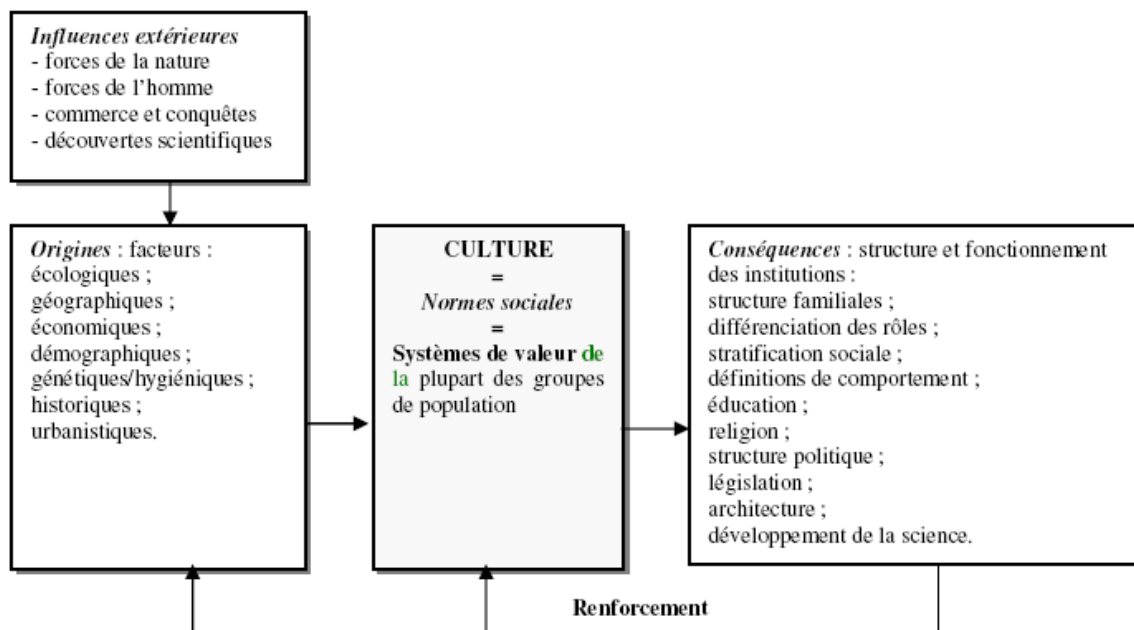 Influences extérieures
- forces de la nature
- forces de l'homme
- commerce et conquêtes
- découvertes scientifiques
Origines : facteurs :
écologiques ;
géographiques ;
économiques ;
démographiques ;
génétiques/hygiéniques ;
historiques ;
urbanistiques.
CULTURE
=
Normes sociales
=
Systèmes de valeur de
la plupart des groupes
de population
Conséquences : structure et fonctionnement
des institutions :
structure familiales ;
différenciation des rôles ;
stratification sociale ;
définitions de comportement ;
éducation ;
religion ;
structure politique ;
législation ;
architecture ;
développement de la science.
Renforcement